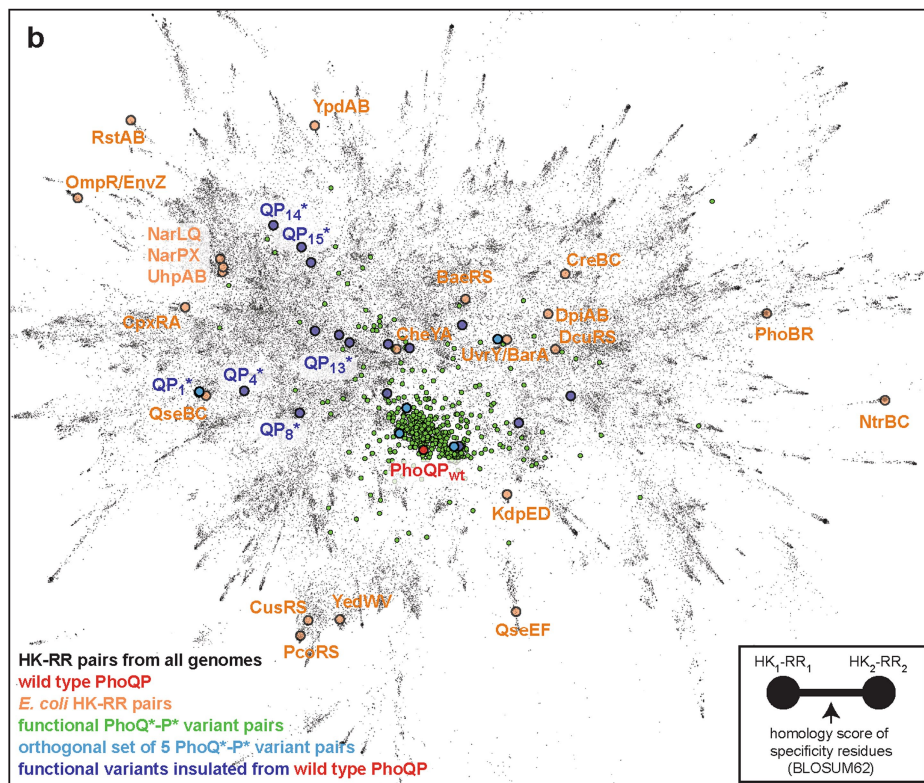 b
YpdAB
RstAB
OmpR/EnvZ
QP14*
QP15*
NarLQ
NarPX
UhpAB
CreBC
BaeRS
CpxRA
DpiAB
PhoBR
CheYA
DcuRS
UvrY/BarA
QP13*
QP1*
QP4*
QseBC
NtrBC
QP8*
PhoQPwt
KdpED
CusRS
YedWV
QseEF
PcoRS
HK-RR pairs from all genomes
wild type PhoQP
E. coli HK-RR pairs
functional PhoQ*-P* variant pairs
orthogonal set of 5 PhoQ*-P* variant pairs
functional variants insulated from wild type PhoQP
HK1-RR1 HK2-RR2
homology score of
specificity residues
(BLOSUM62)